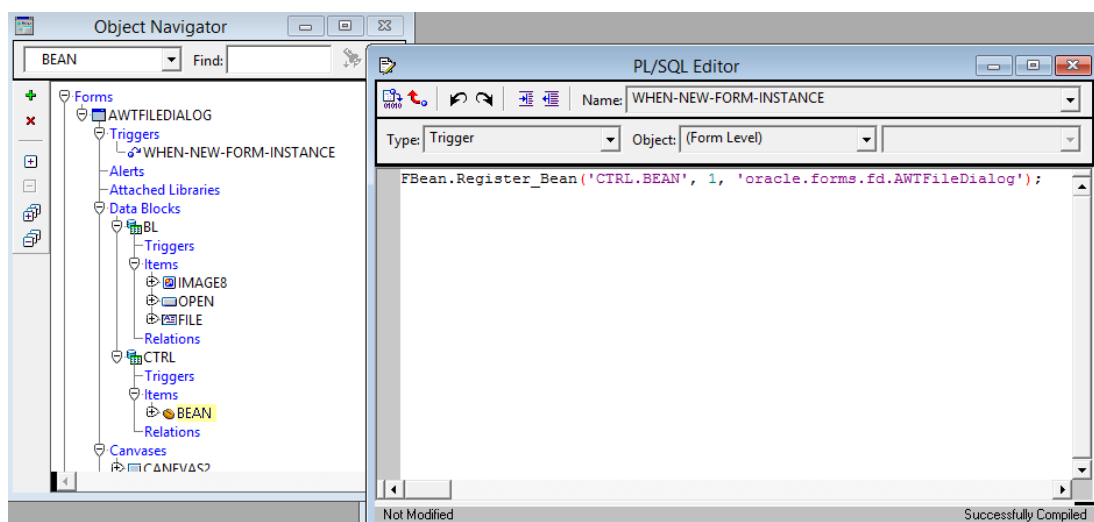 Object Navigator
BEAN
Find:
Forms
AWTFILEDIALOG
Triggers
WHEN-NEW-FORM-INSTANCE
Alerts
Attached Libraries
Data Blocks
BL
Triggers
Items
IMAGE8
OPEN
FILE
Relations
CTRL
Triggers
Items
BEAN
Relations
Canvases
CANEVAS2
PL/SQL Editor
Name: WHEN-NEW-FORM-INSTANCE
Type: Trigger Object: (Form Level)
FBean.Register_Bean('CTRL.BEAN', 1, 'oracle.forms.fd.AWTFileDialog');
Not Modified Successfully Compiled